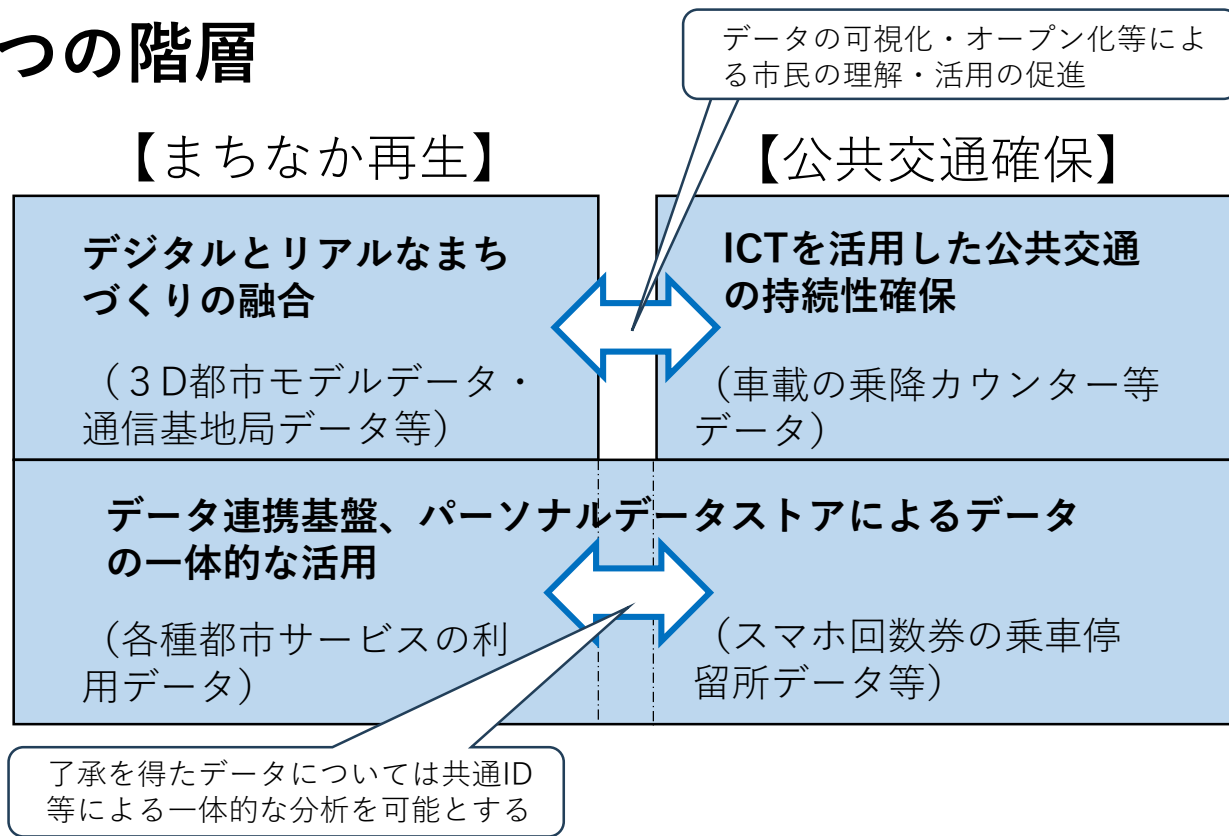 つの階層
データの可視化・オープン化等によ
る市民の理解・活用の促進
【まちなか再生】
【公共交通確保】
デジタルとリアルなまち
づくりの融合
（３D都市モデルデータ・
通信基地局データ等）
ICTを活用した公共交通
の持続性確保
（車載の乗降カウンター等
データ）
データ連携基盤、パーソナルデータストアによるデータ
の一体的な活用
（各種都市サービスの利
用データ）
（スマホ回数券の乗車停
留所データ等）
了承を得たデータについては共通ID
等による一体的な分析を可能とする